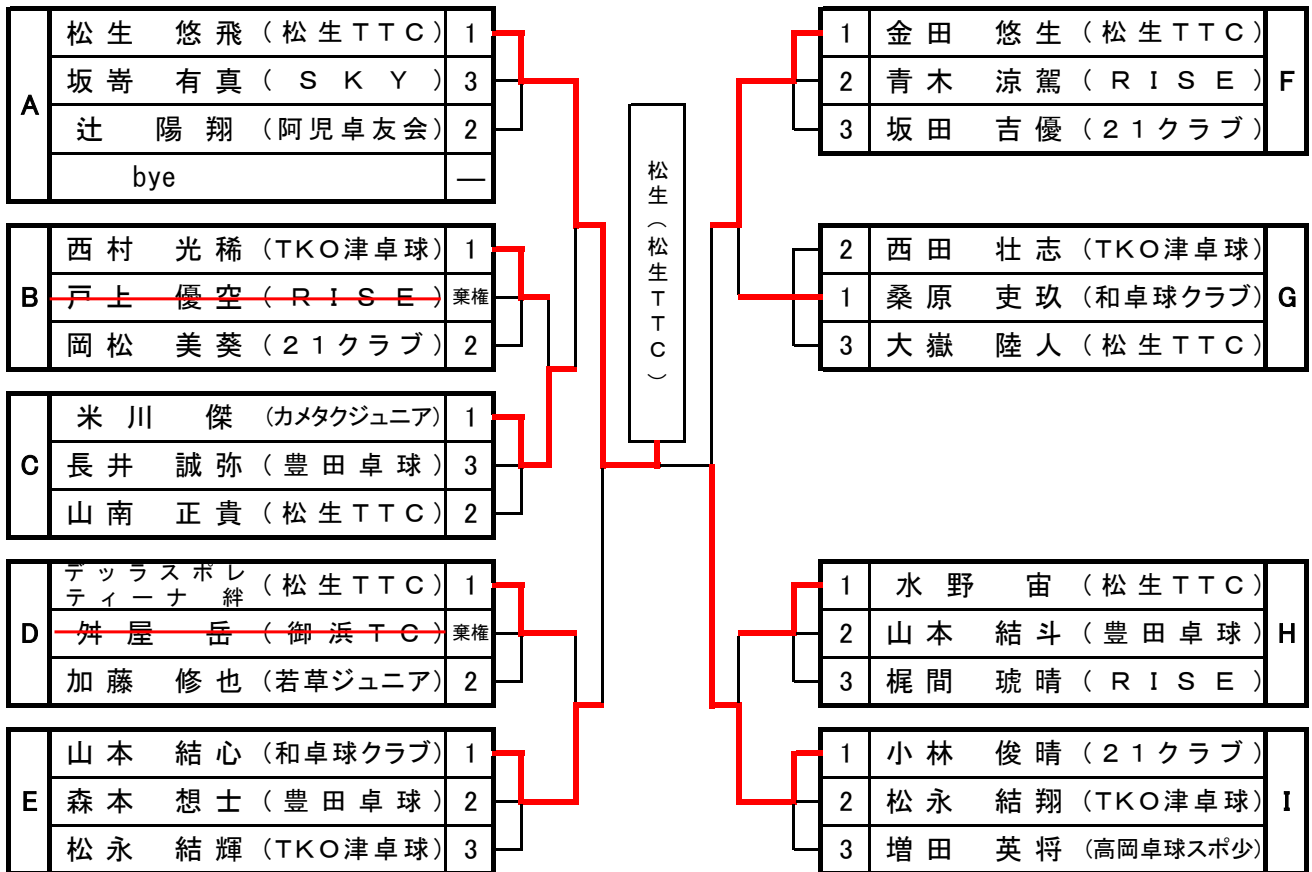 A
松生 悠飛 (松生TTC) 1
坂嵜 有真 (SKY) 3
辻 陽翔 (阿児卓友会) 2
bye —
B
西村 光稀 (TKO津卓球) 1
戸上 優空 (RISE) 棄権
岡松 美葵 (21クラブ) 2
C
米川 傑 (カメタクジュニア) 1
長井 誠弥 (豊田卓球) 3
山南 正貴 (松生TTC) 2
D
デッラスポレ
ティーナ 絆 (松生TTC) 1
舛屋 岳 (御浜TC) 棄権
加藤 修也 (若草ジュニア) 2
E
山本 結心 (和卓球クラブ) 1
森本 想士 (豊田卓球) 2
松永 結輝 (TKO津卓球) 3
松生(松生TTC)
F
1 金田 悠生 (松生TTC)
2 青木 涼駕 (RISE)
3 坂田 吉優 (21クラブ)
G
2 西田 壮志 (TKO津卓球)
1 桑原 吏玖 (和卓球クラブ)
3 大嶽 陸人 (松生TTC)
H
1 水野 宙 (松生TTC)
2 山本 結斗 (豊田卓球)
3 梶間 琥晴 (RISE)
I
1 小林 俊晴 (21クラブ)
2 松永 結翔 (TKO津卓球)
3 増田 英将 (高岡卓球スポ少)